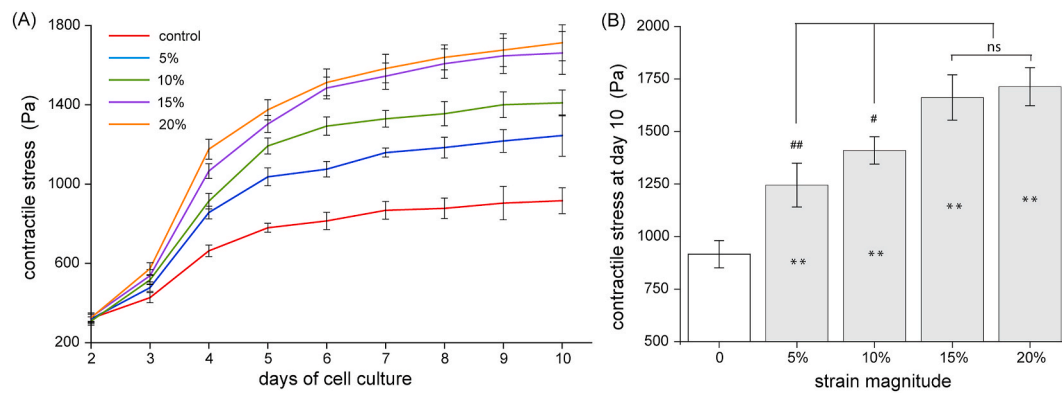 (A)
1800
1400
1000
600
200
contractile stress (Pa)
control
5%
10%
15%
20%
2 3 4 5 6 7 8 9 10
days of cell culture
(B)
2000
1750
1500
1250
1000
750
500
contractile stress at day 10 (Pa)
ns
#
##
**
**
**
**
0 5% 10% 15% 20%
strain magnitude